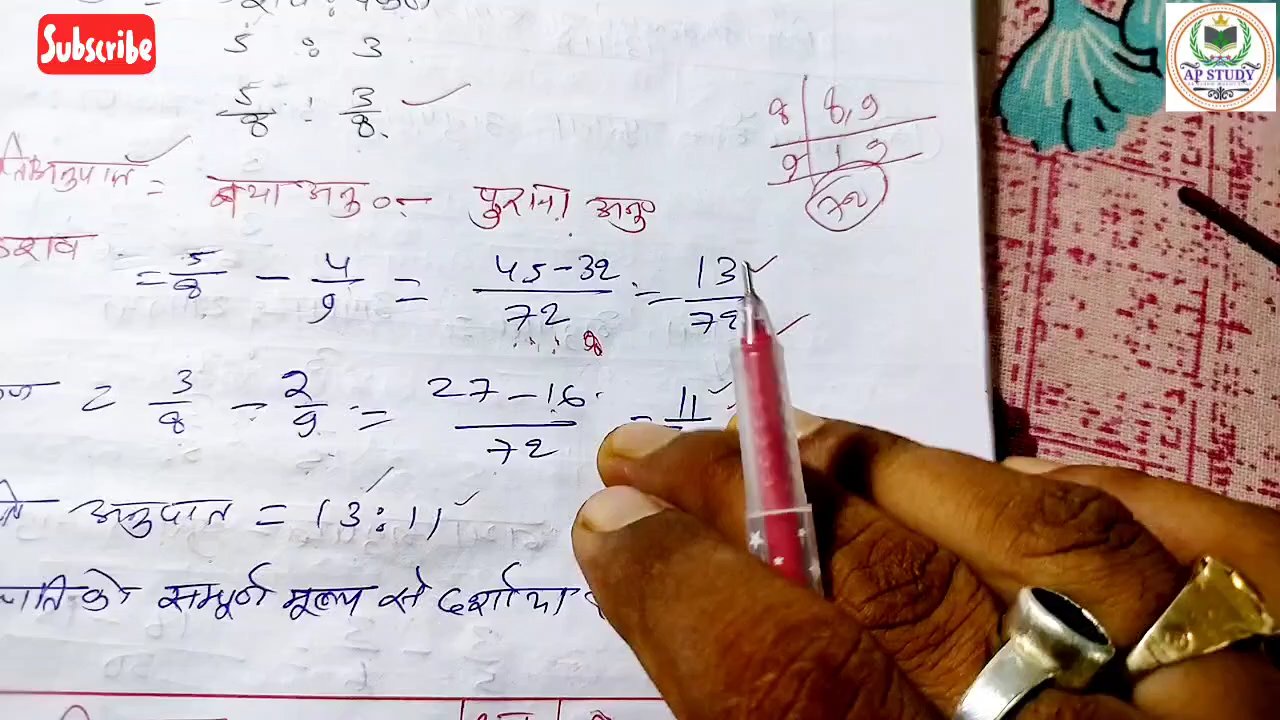 Subscribe
AP STUDY
5 : 3
5/8 : 3/8
8 | 8, 9
9 | 1, 9
72
= नया अनु० – पुराना अनु०
= 5/8 – 4/9 = 45-32/72 = 13/72
= 3/8 – 2/9 = 27-16/72 = 11
अनुपात = 13:11
को सम्पूर्ण मूल्य से दर्शाया